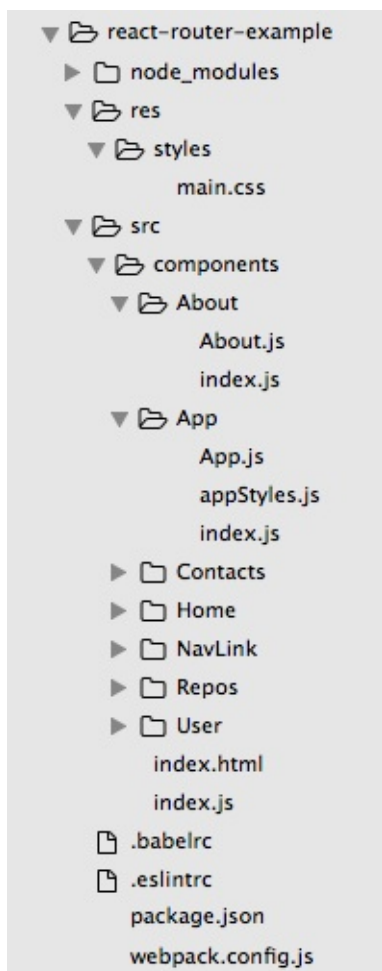 react-router-example
node_modules
res
styles
main.css
src
components
About
About.js
index.js
App
App.js
appStyles.js
index.js
Contacts
Home
NavLink
Repos
User
index.html
index.js
.babelrc
.eslintrc
package.json
webpack.config.js